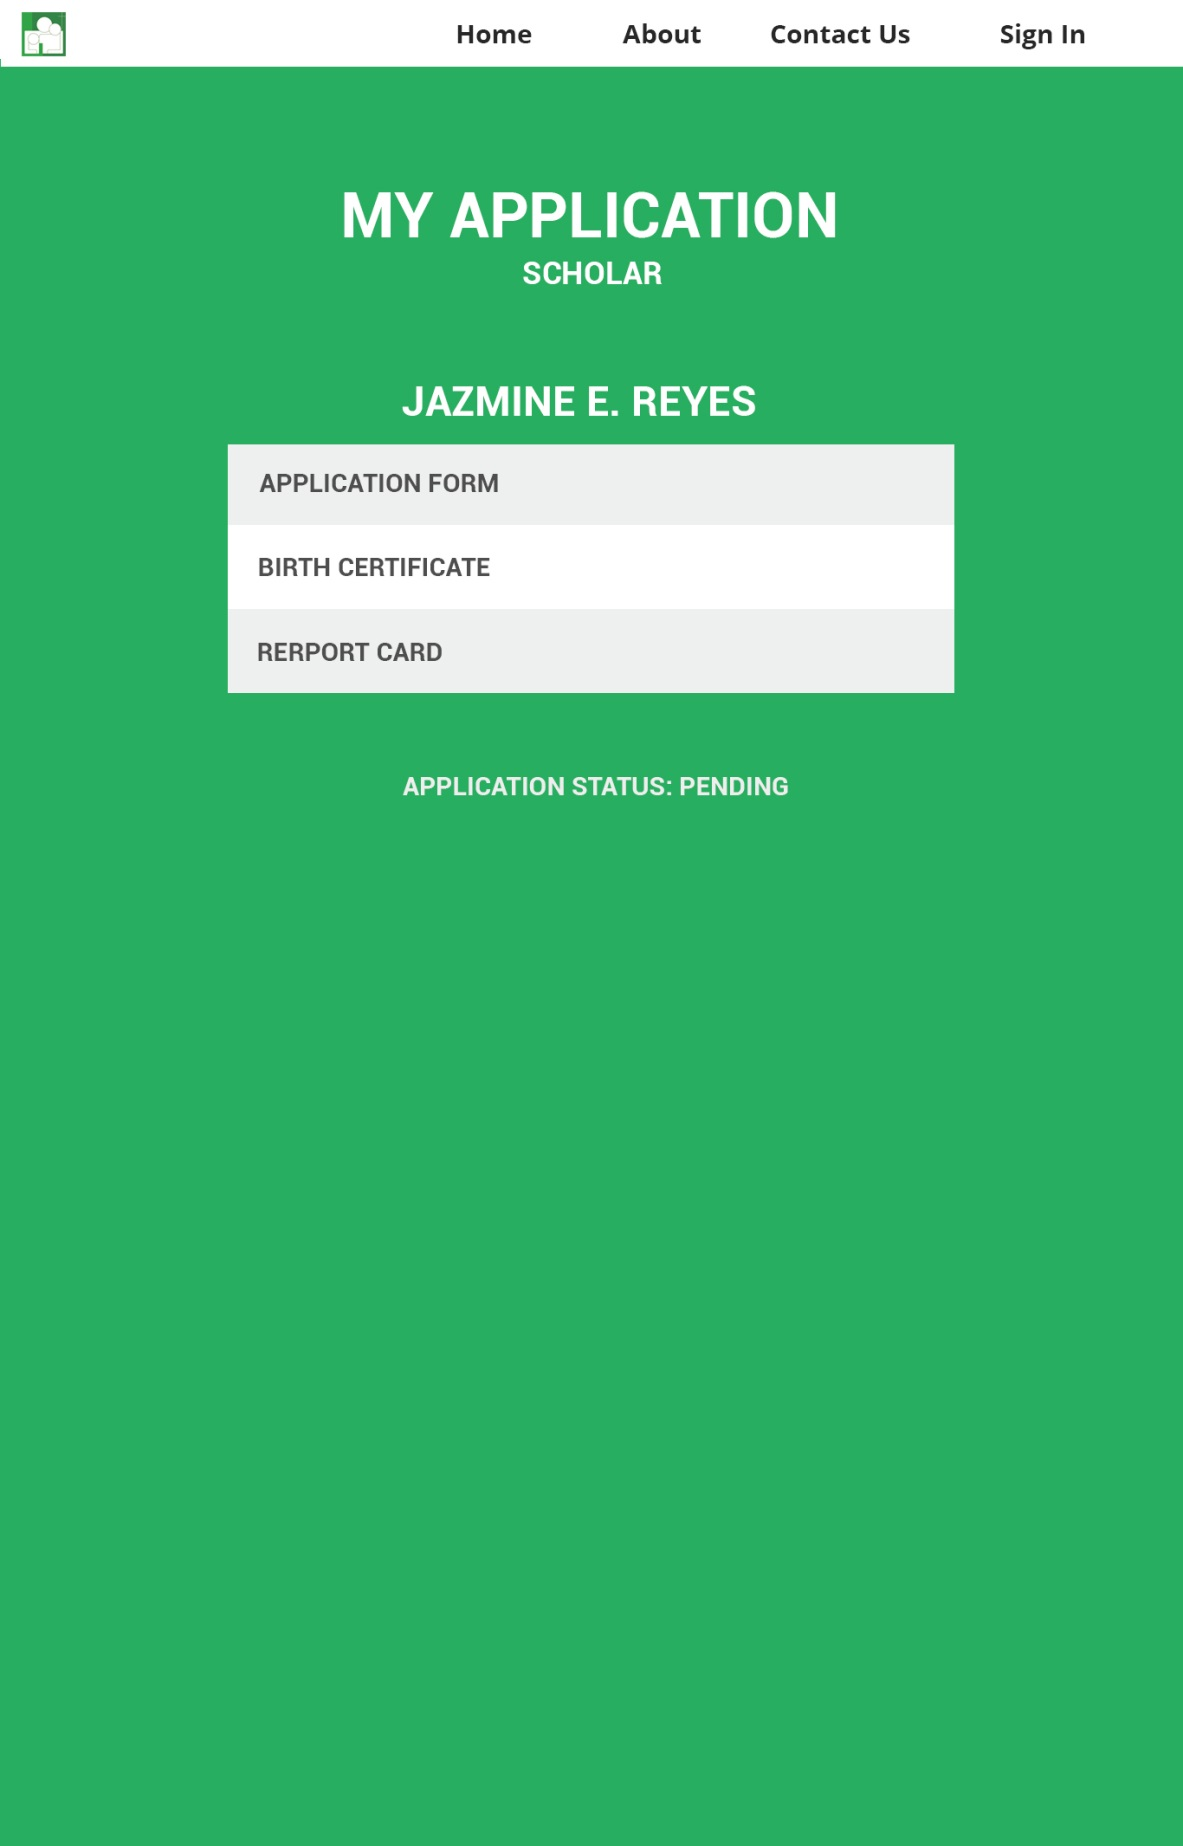 Home About Contact Us Sign In
MY APPLICATION
SCHOLAR
JAZMINE E. REYES
APPLICATION FORM
BIRTH CERTIFICATE
RERPORT CARD
APPLICATION STATUS: PENDING